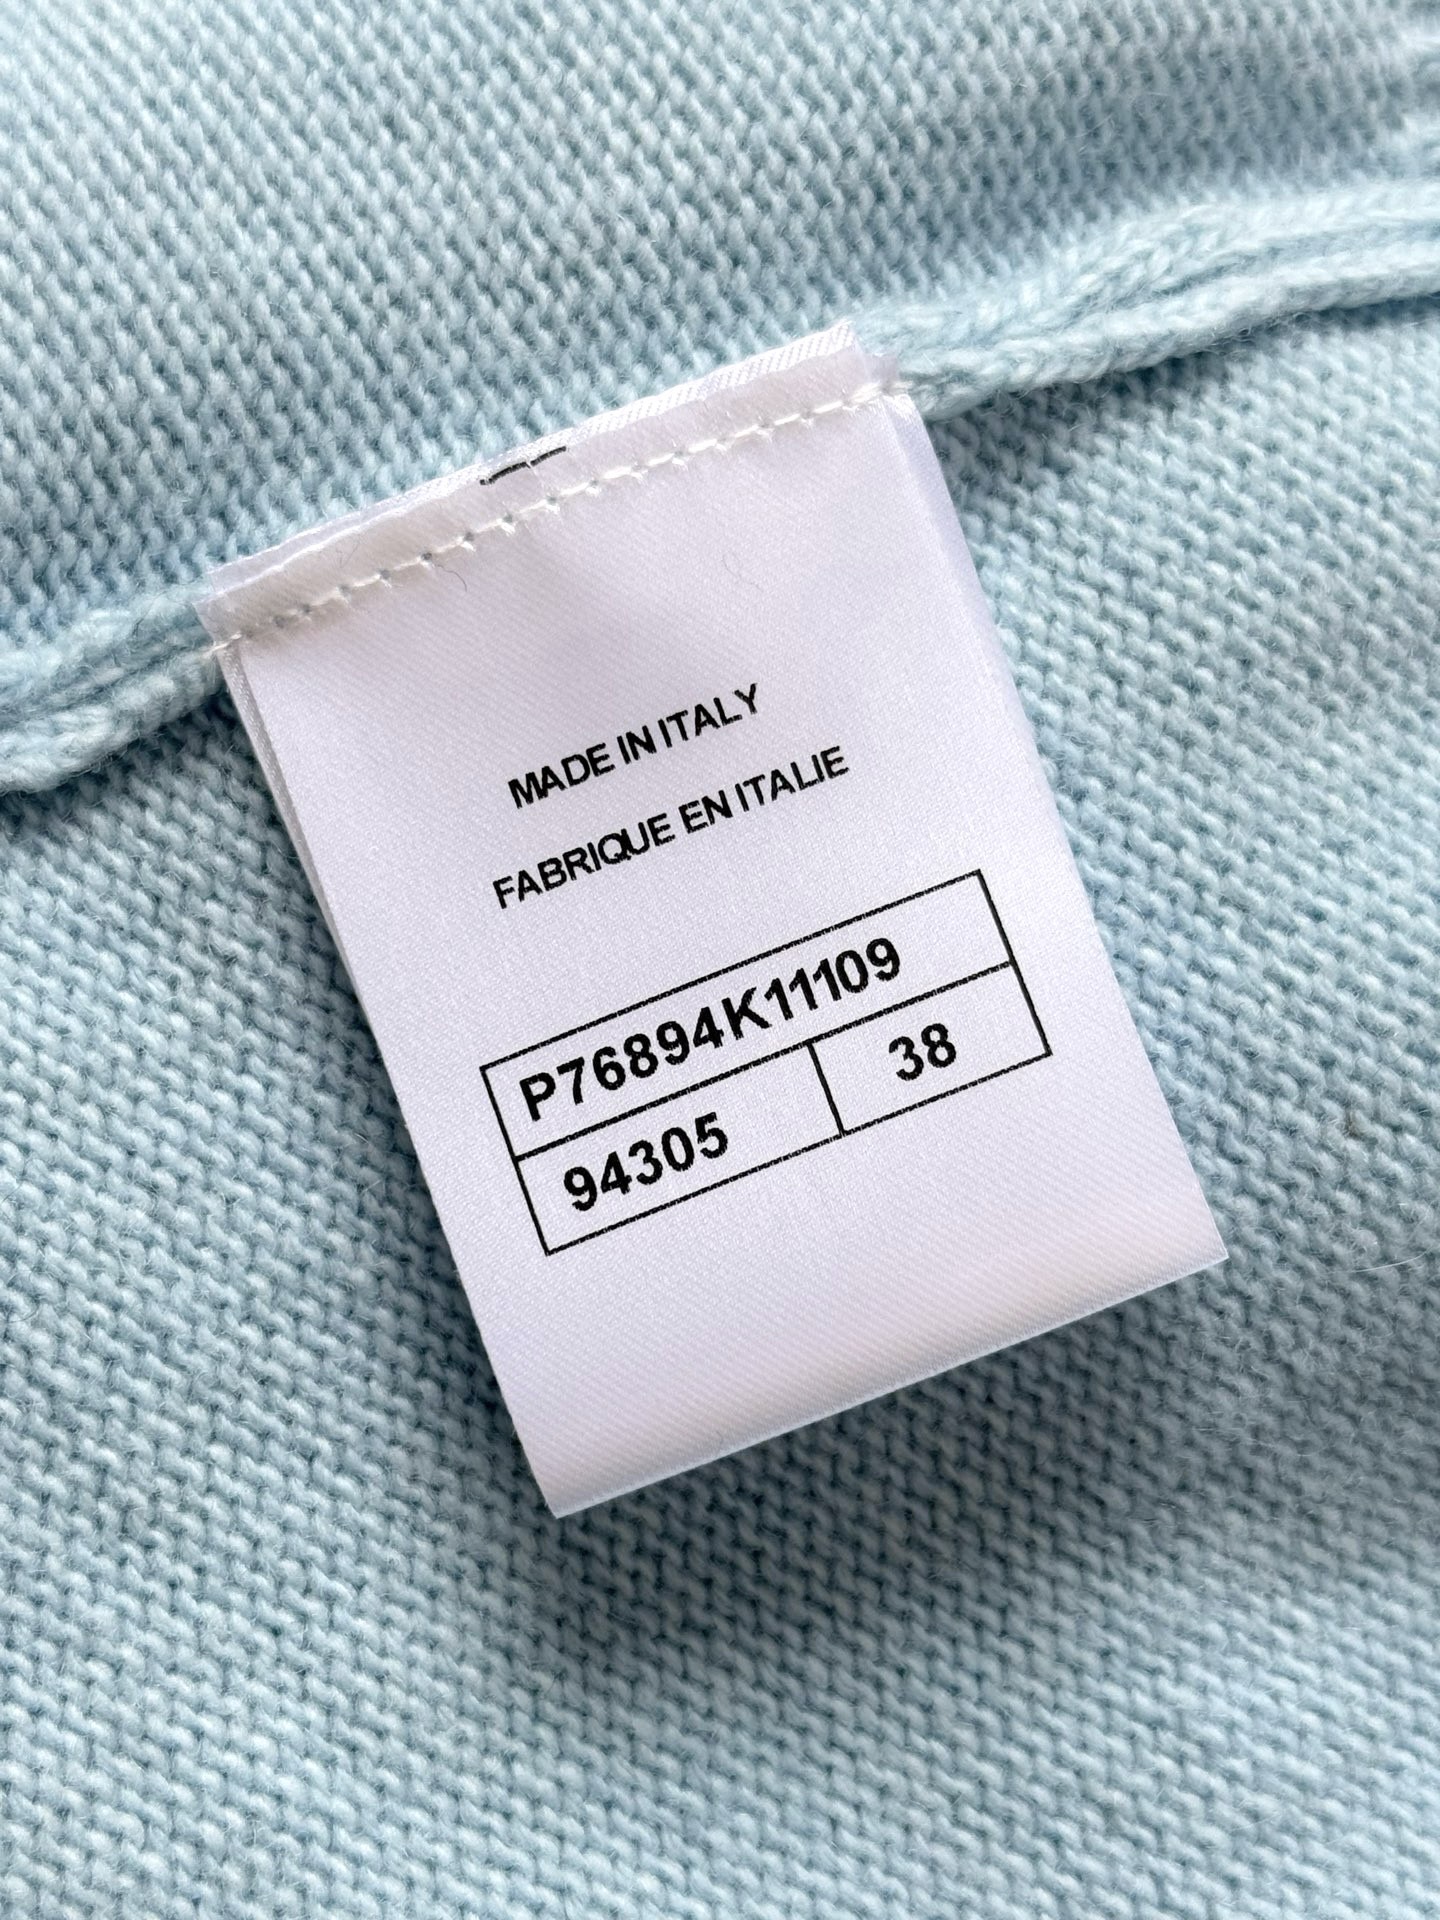 MADE IN ITALY
FABRIQUE EN ITALIE
P76894K11109
94305 38